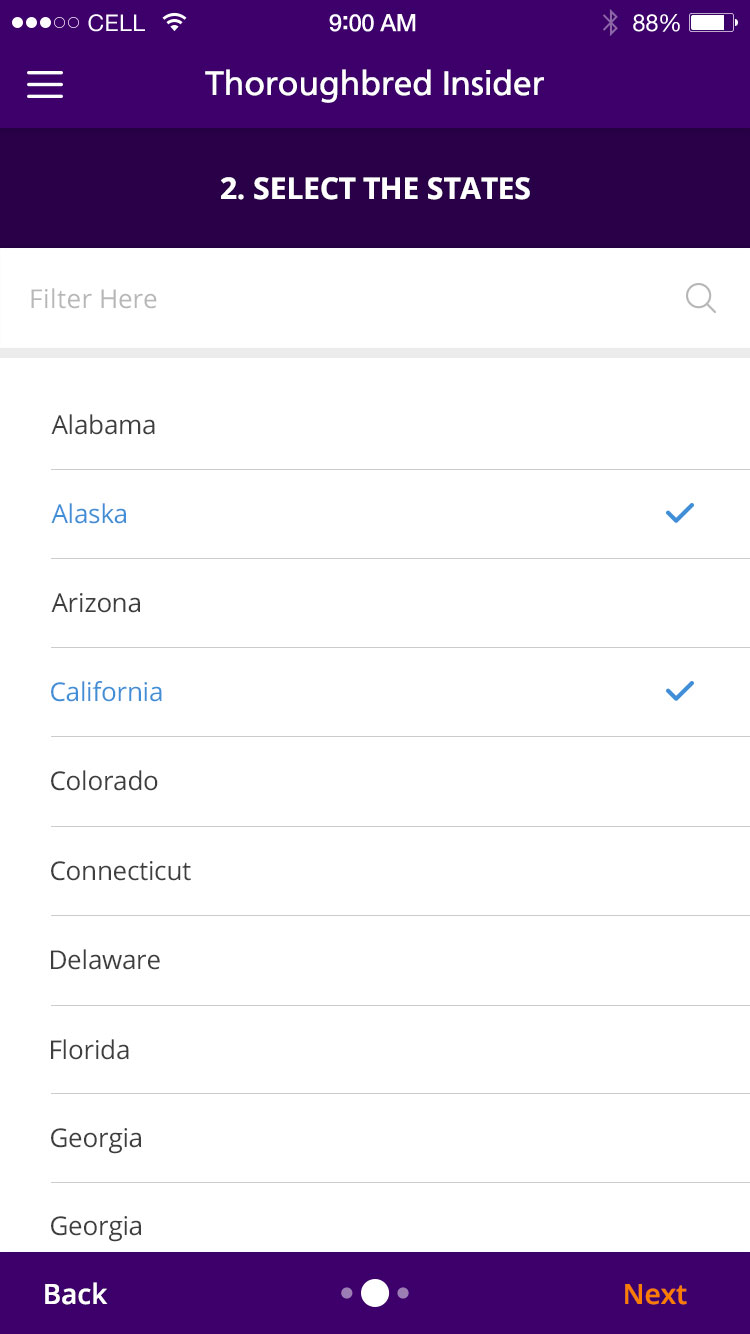 CELL 9:00 AM 88%
Thoroughbred Insider
2. SELECT THE STATES
Filter Here
Alabama
Alaska
Arizona
California
Colorado
Connecticut
Delaware
Florida
Georgia
Georgia
Back Next